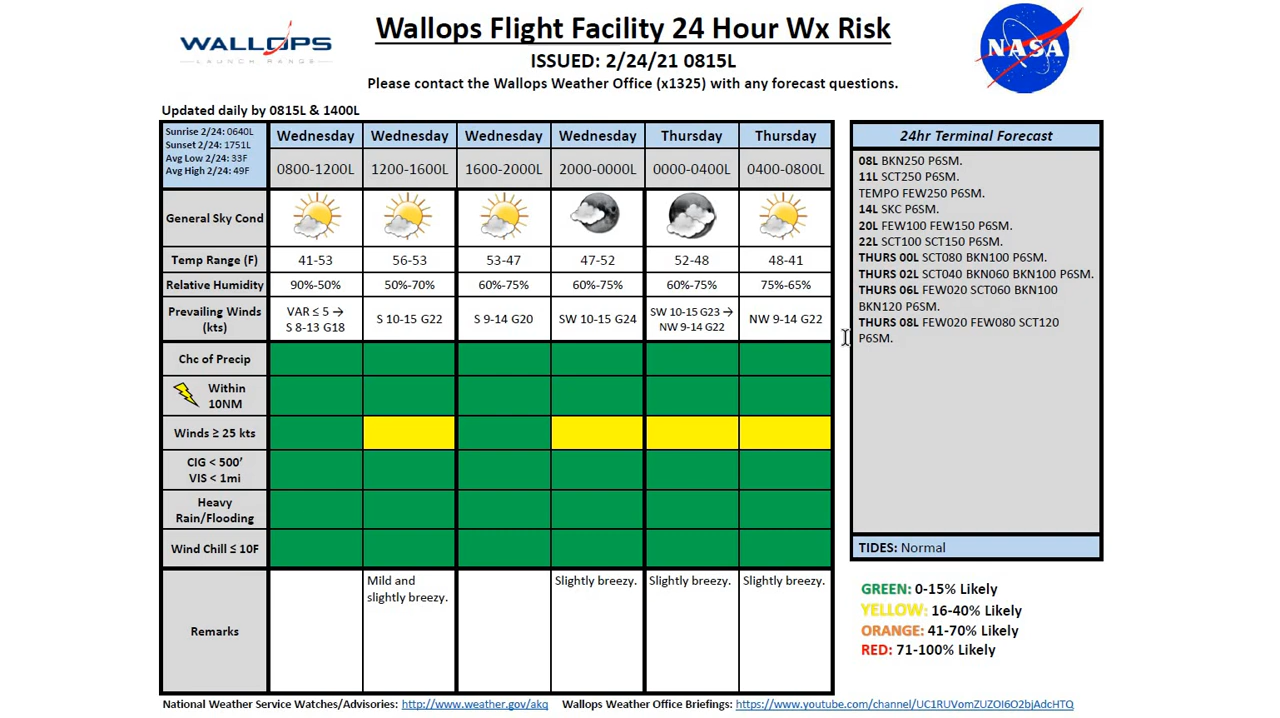 WALLOPS
LAUNCH RANGE
Wallops Flight Facility 24 Hour Wx Risk
ISSUED: 2/24/21 0815L
Please contact the Wallops Weather Office (x1325) with any forecast questions.
NASA
Updated daily by 0815L & 1400L
Sunrise 2/24: 0640L
Sunset 2/24: 1751L
Avg Low 2/24: 33F
Avg High 2/24: 49F
Wednesday Wednesday Wednesday Wednesday Thursday Thursday
0800-1200L 1200-1600L 1600-2000L 2000-0000L 0000-0400L 0400-0800L
General Sky Cond
Temp Range (F) 41-53 56-53 53-47 47-52 52-48 48-41
Relative Humidity 90%-50% 50%-70% 60%-75% 60%-75% 60%-75% 75%-65%
Prevailing Winds (kts) VAR ≤ 5 → S 8-13 G18 S 10-15 G22 S 9-14 G20 SW 10-15 G24 SW 10-15 G23 → NW 9-14 G22 NW 9-14 G22
Chc of Precip
Within
10NM
Winds ≥ 25 kts
CIG < 500’
VIS < 1mi
Heavy
Rain/Flooding
Wind Chill ≤ 10F
Remarks
Mild and
slightly breezy.
Slightly breezy. Slightly breezy. Slightly breezy.
24hr Terminal Forecast
08L BKN250 P6SM.
11L SCT250 P6SM.
TEMPO FEW250 P6SM.
14L SKC P6SM.
20L FEW100 FEW150 P6SM.
22L SCT100 SCT150 P6SM.
THURS 00L SCT080 BKN100 P6SM.
THURS 02L SCT040 BKN060 BKN100 P6SM.
THURS 06L FEW020 SCT060 BKN100
BKN120 P6SM.
THURS 08L FEW020 FEW080 SCT120
P6SM.
TIDES: Normal
GREEN: 0-15% Likely
YELLOW: 16-40% Likely
ORANGE: 41-70% Likely
RED: 71-100% Likely
National Weather Service Watches/Advisories: http://www.weather.gov/akq Wallops Weather Office Briefings: https://www.youtube.com/channel/UC1RUVomZUZOI6O2bjAdcHTQ